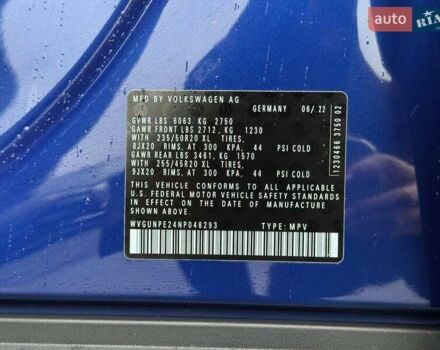 AUTO.RIA
RIA
MFD BY VOLKSWAGEN AG
GERMANY 06/22
GVWR LBS 6063, KG 2750
GAWR FRONT LBS 2712, KG 1230
WITH 235/50R20 XL TIRES,
8JX20 RIMS, AT 300 KPA, 44 PSI COLD
GAWR REAR LBS 3461, KG 1570
WITH 255/45R20 XL TIRES,
9JX20 RIMS, AT 300 KPA, 44 PSI COLD
THIS VEHICLE CONFORMS TO ALL APPLICABLE
U.S. FEDERAL MOTOR VEHICLE SAFETY STANDARDS
IN EFFECT ON THE DATE OF MANUFACTURE
SHOWN ABOVE.
WVGUNPE24NP048293 TYPE: MPV
1230466 3750 02